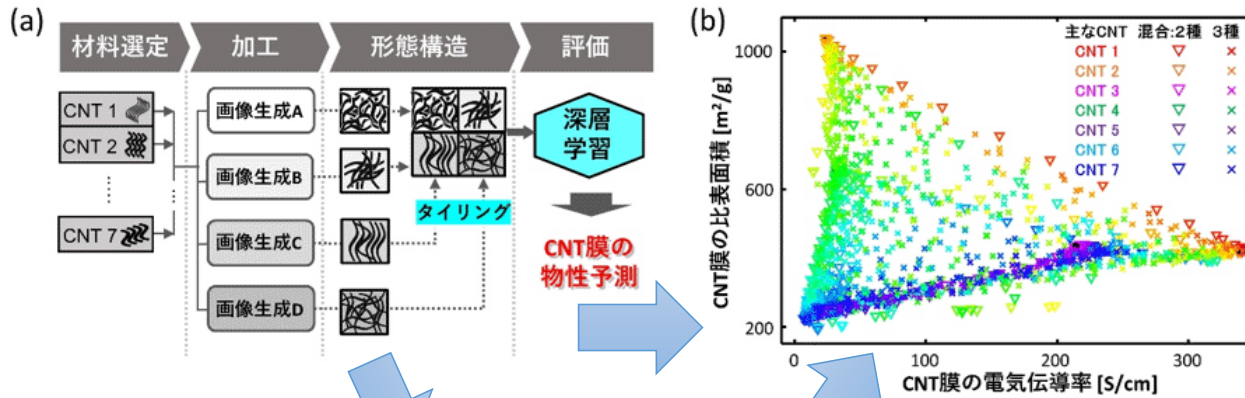 (a)
材料選定 加工 形態構造 評価
CNT 1
CNT 2
CNT 7
画像生成A
画像生成B
画像生成C
画像生成D
タイリング
深層
学習
CNT膜の
物性予測
(b)
主なCNT 混合:2種 3種
CNT 1
CNT 2
CNT 3
CNT 4
CNT 5
CNT 6
CNT 7
CNT膜の比表面積 [m²/g]
1000
600
200
0 100 200 300
CNT膜の電気伝導率 [S/cm]